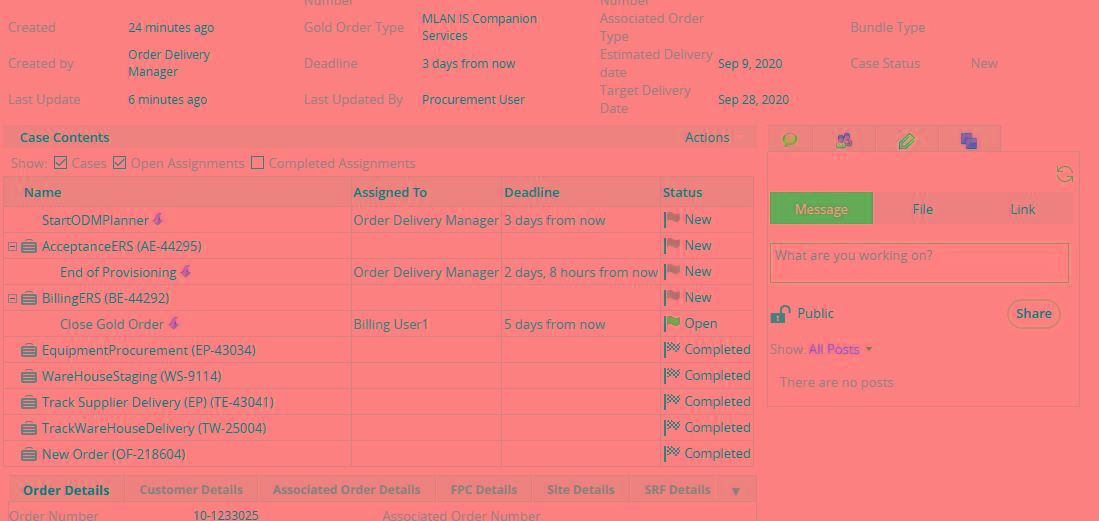 Number Number
Created 24 minutes ago Gold Order Type MLAN IS Companion Services Associated Order Type Bundle Type
Created by Order Delivery Manager Deadline 3 days from now Estimated Delivery date Sep 9, 2020 Case Status New
Last Update 6 minutes ago Last Updated By Procurement User Target Delivery Date Sep 28, 2020
Case Contents Actions
Show: Cases Open Assignments Completed Assignments
Name Assigned To Deadline Status
StartODMPlanner Order Delivery Manager 3 days from now New
AcceptanceERS (AE-44295) New
End of Provisioning Order Delivery Manager 2 days, 8 hours from now New
BillingERS (BE-44292) New
Close Gold Order Billing User1 5 days from now Open
EquipmentProcurement (EP-43034) Completed
WareHouseStaging (WS-9114) Completed
Track Supplier Delivery (EP) (TE-43041) Completed
TrackWareHouseDelivery (TW-25004) Completed
New Order (OF-218604) Completed
Message File Link
What are you working on?
Public Share
Show: All Posts
There are no posts
Order Details Customer Details Associated Order Details FPC Details Site Details SRF Details
Order Number 10-1233025 Associated Order Number